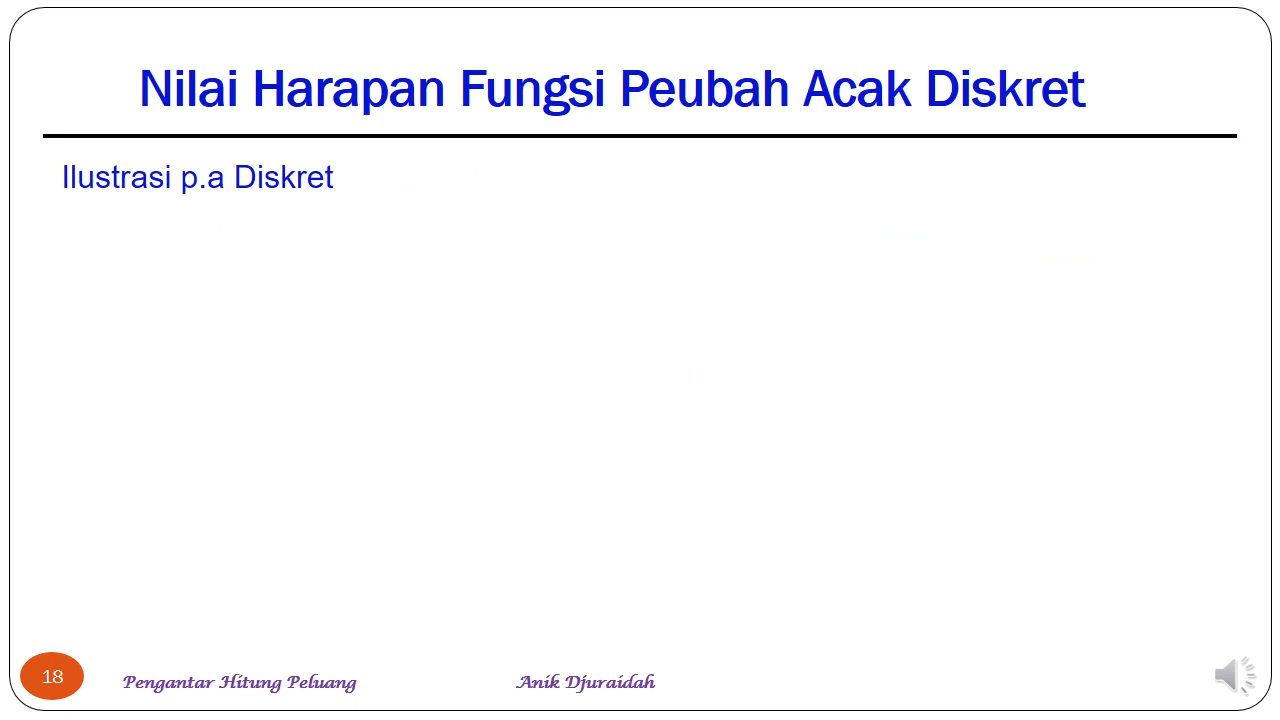 Nilai Harapan Fungsi Peubah Acak Diskret
Ilustrasi p.a Diskret
18
Pengantar Hitung Peluang
Anik Djuraidah